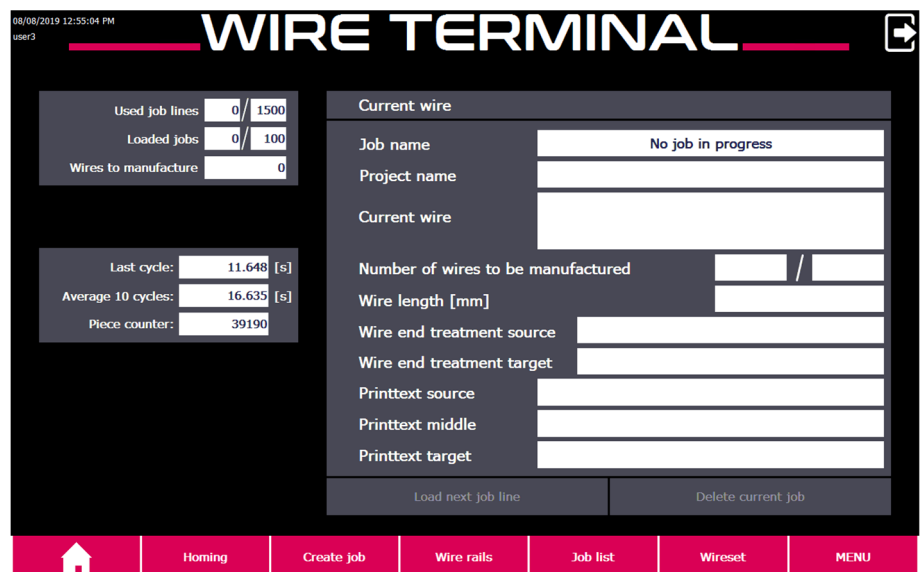 08/08/2019 12:55:04 PM
user3
WIRE TERMINAL
Used job lines 0 / 1500
Loaded jobs 0 / 100
Wires to manufacture 0
Last cycle: 11.648 [s]
Average 10 cycles: 16.635 [s]
Piece counter: 39190
Current wire
Job name No job in progress
Project name
Current wire
Number of wires to be manufactured /
Wire length [mm]
Wire end treatment source
Wire end treatment target
Printtext source
Printtext middle
Printtext target
Load next job line Delete current job
Homing Create job Wire rails Job list Wireset MENU